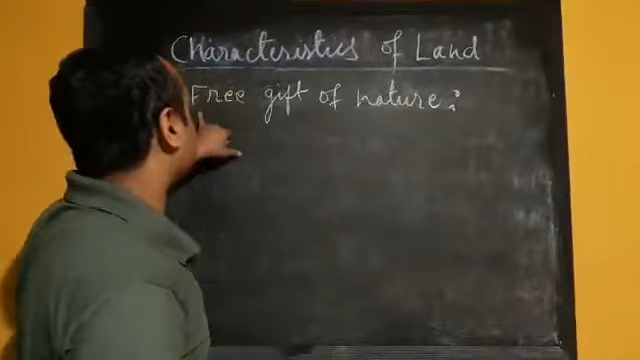 Characteristics of Land
Free gift of nature: